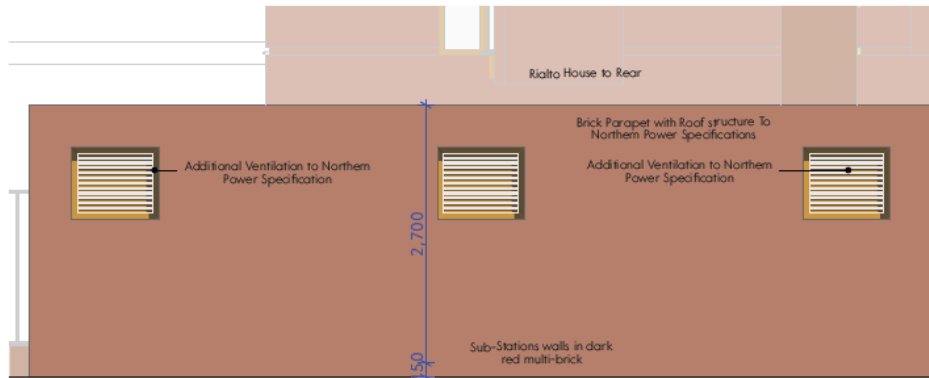 Rialto House to Rear
Brick Parapet with Roof structure To
Northern Power Specifications
Additional Ventilation to Northern
Power Specification
Additional Ventilation to Northern
Power Specification
2,700
Sub-Stations walls in dark
red multi-brick
150